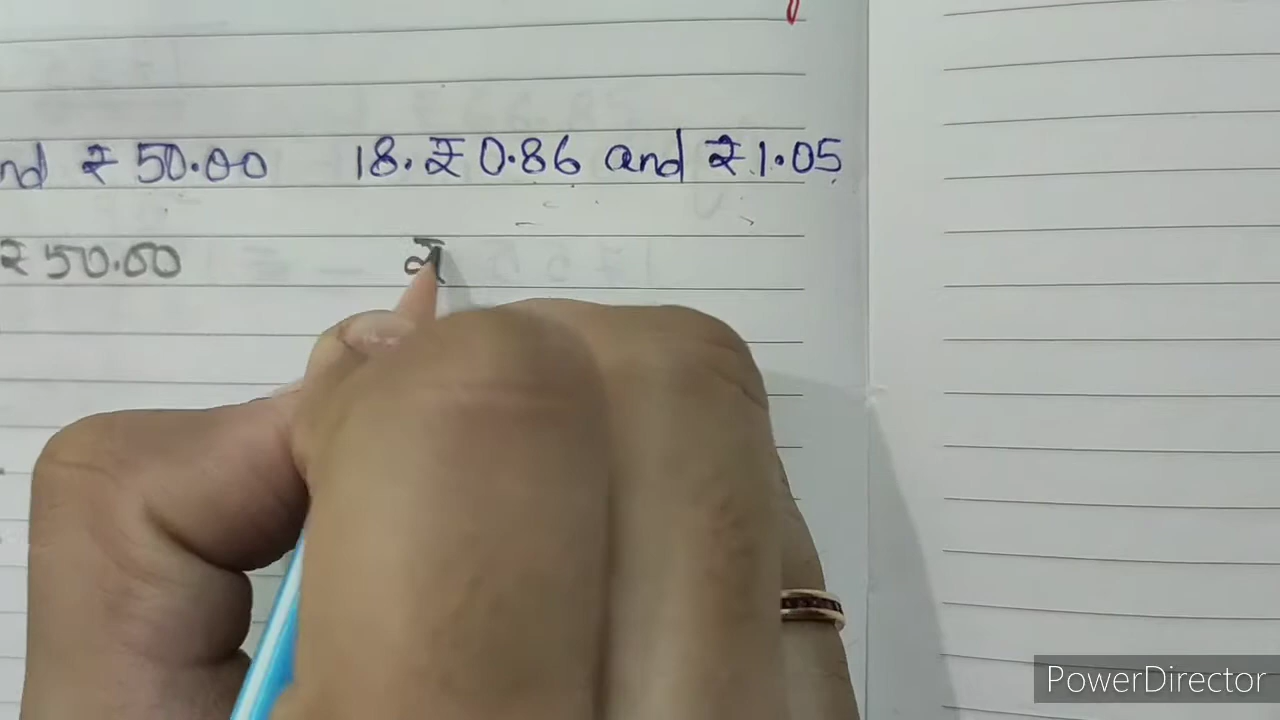 nd ₹ 50.00 18. ₹ 0.86 and ₹ 1.05
₹ 50.00 ₹
PowerDirector